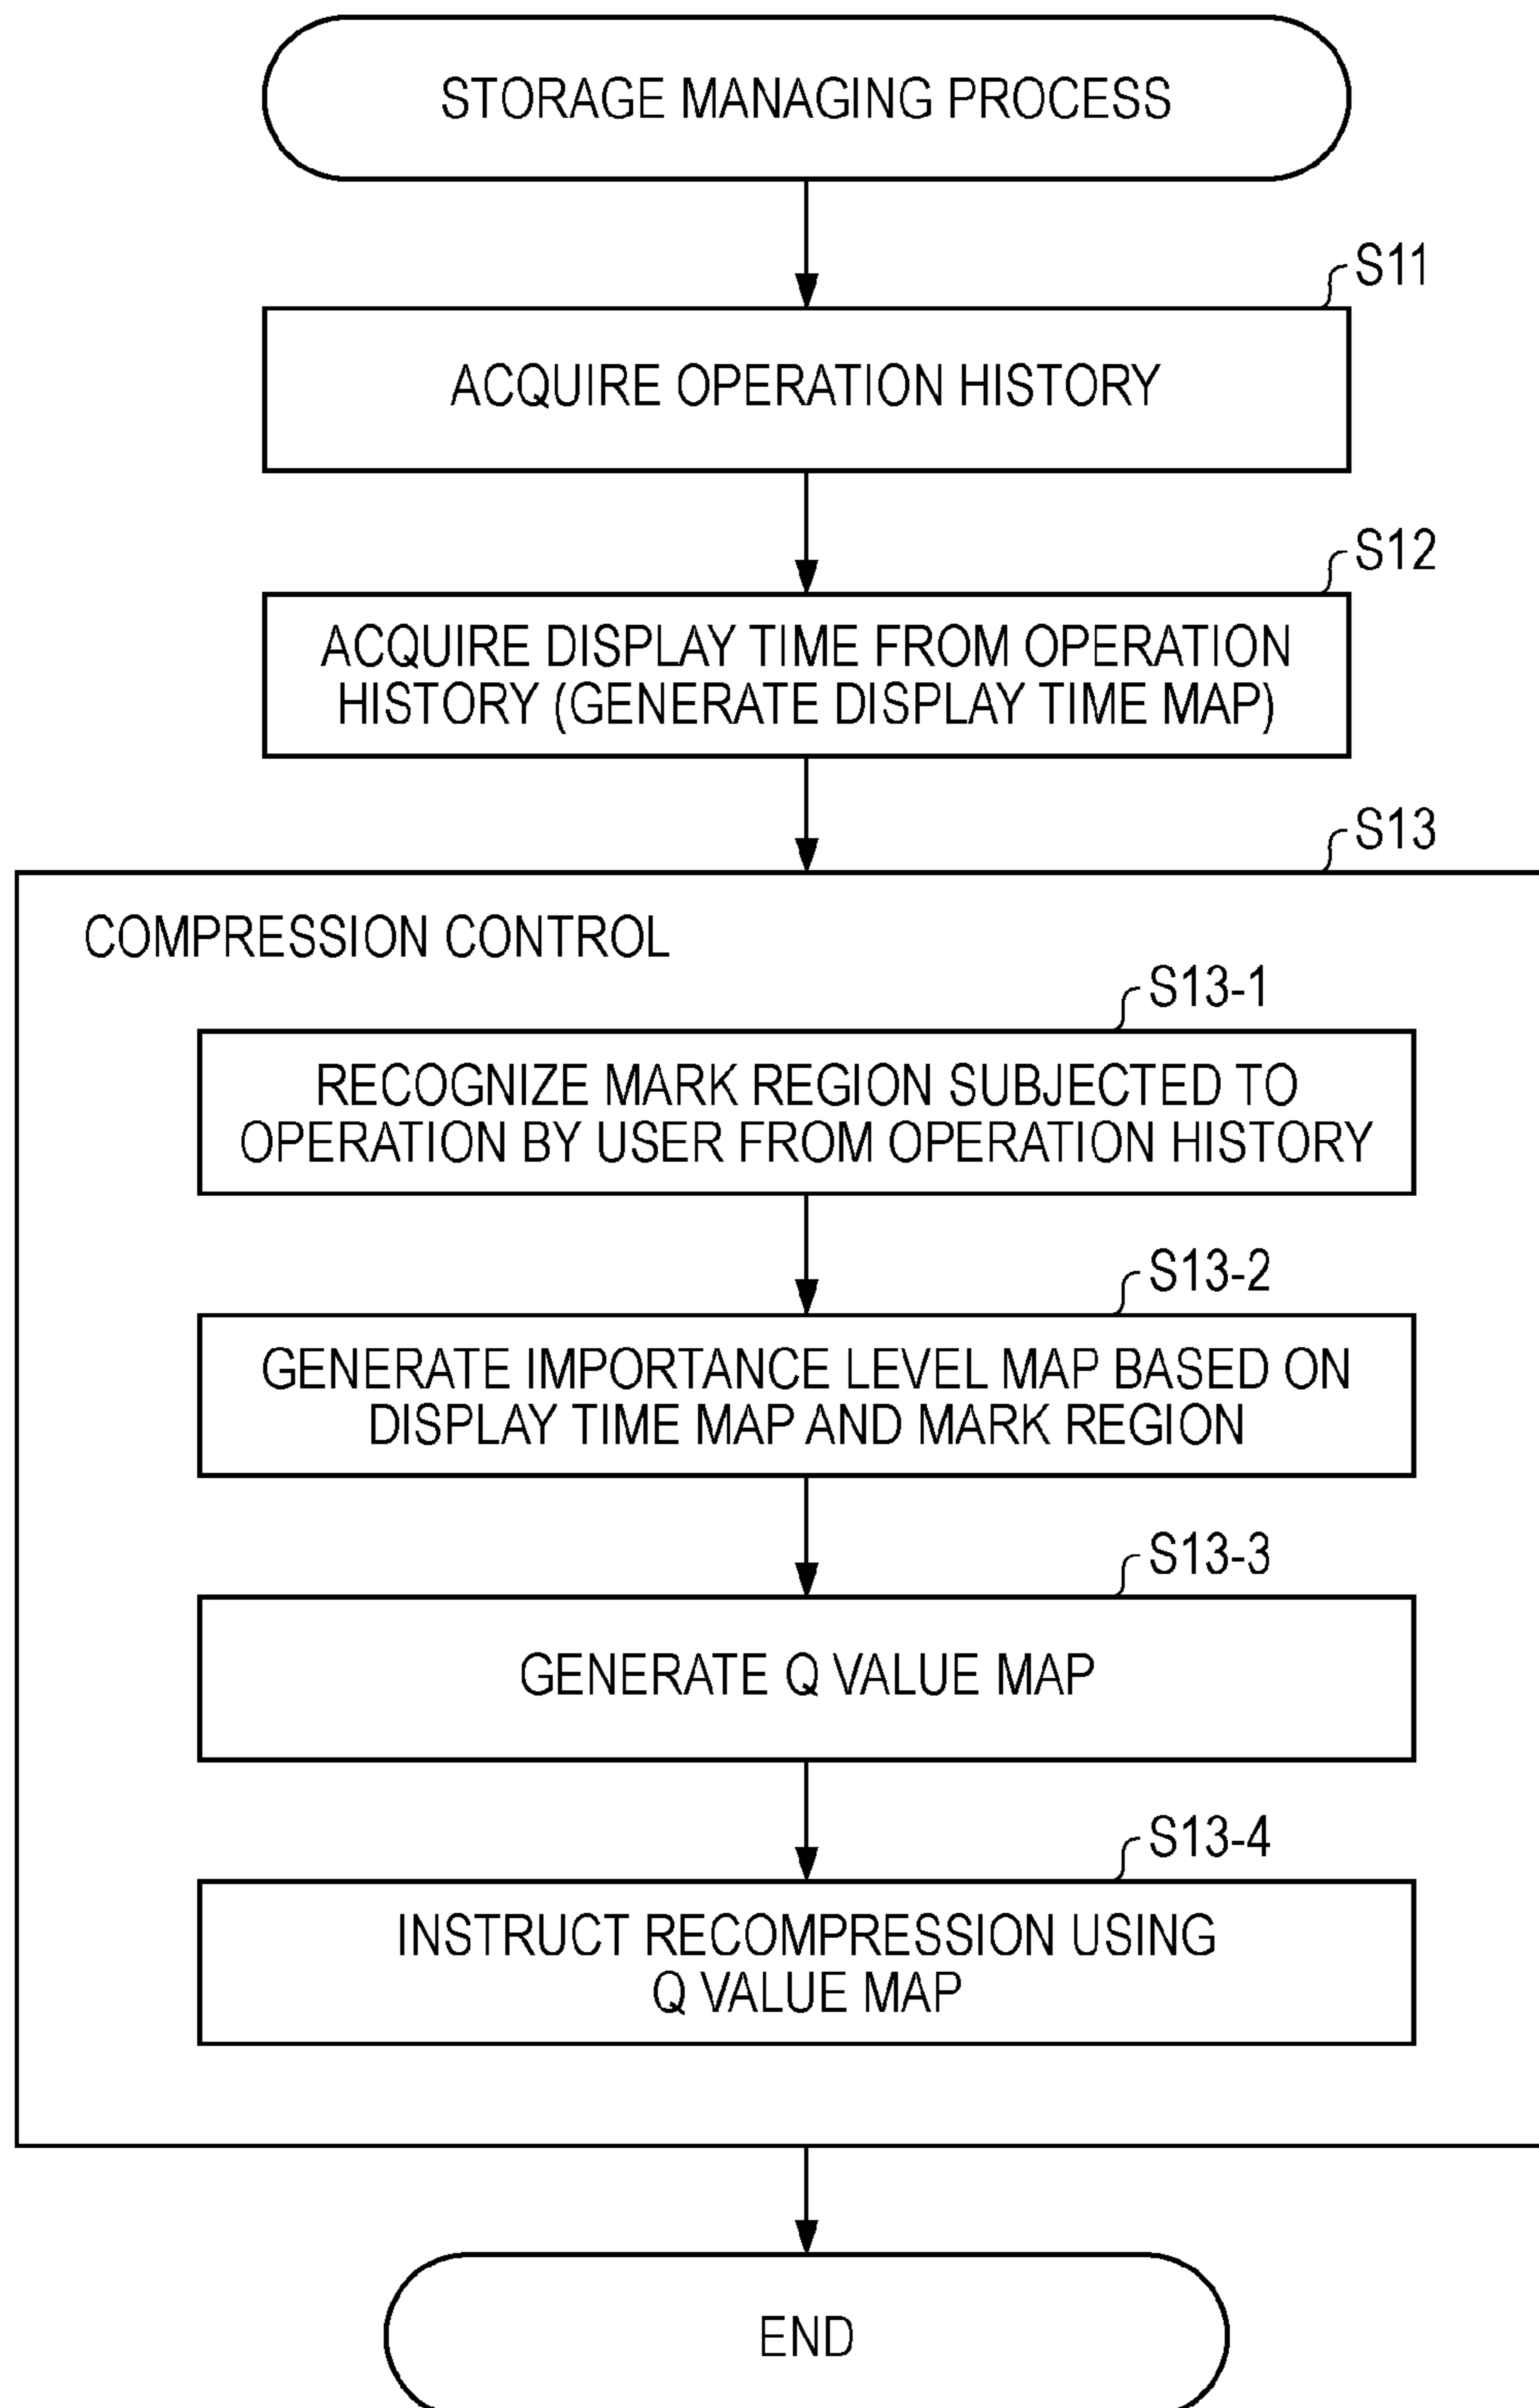 STORAGE MANAGING PROCESS
S11
ACQUIRE OPERATION HISTORY
S12
ACQUIRE DISPLAY TIME FROM OPERATION
HISTORY (GENERATE DISPLAY TIME MAP)
S13
COMPRESSION CONTROL
S13-1
RECOGNIZE MARK REGION SUBJECTED TO
OPERATION BY USER FROM OPERATION HISTORY
S13-2
GENERATE IMPORTANCE LEVEL MAP BASED ON
DISPLAY TIME MAP AND MARK REGION
S13-3
GENERATE Q VALUE MAP
S13-4
INSTRUCT RECOMPRESSION USING
Q VALUE MAP
END